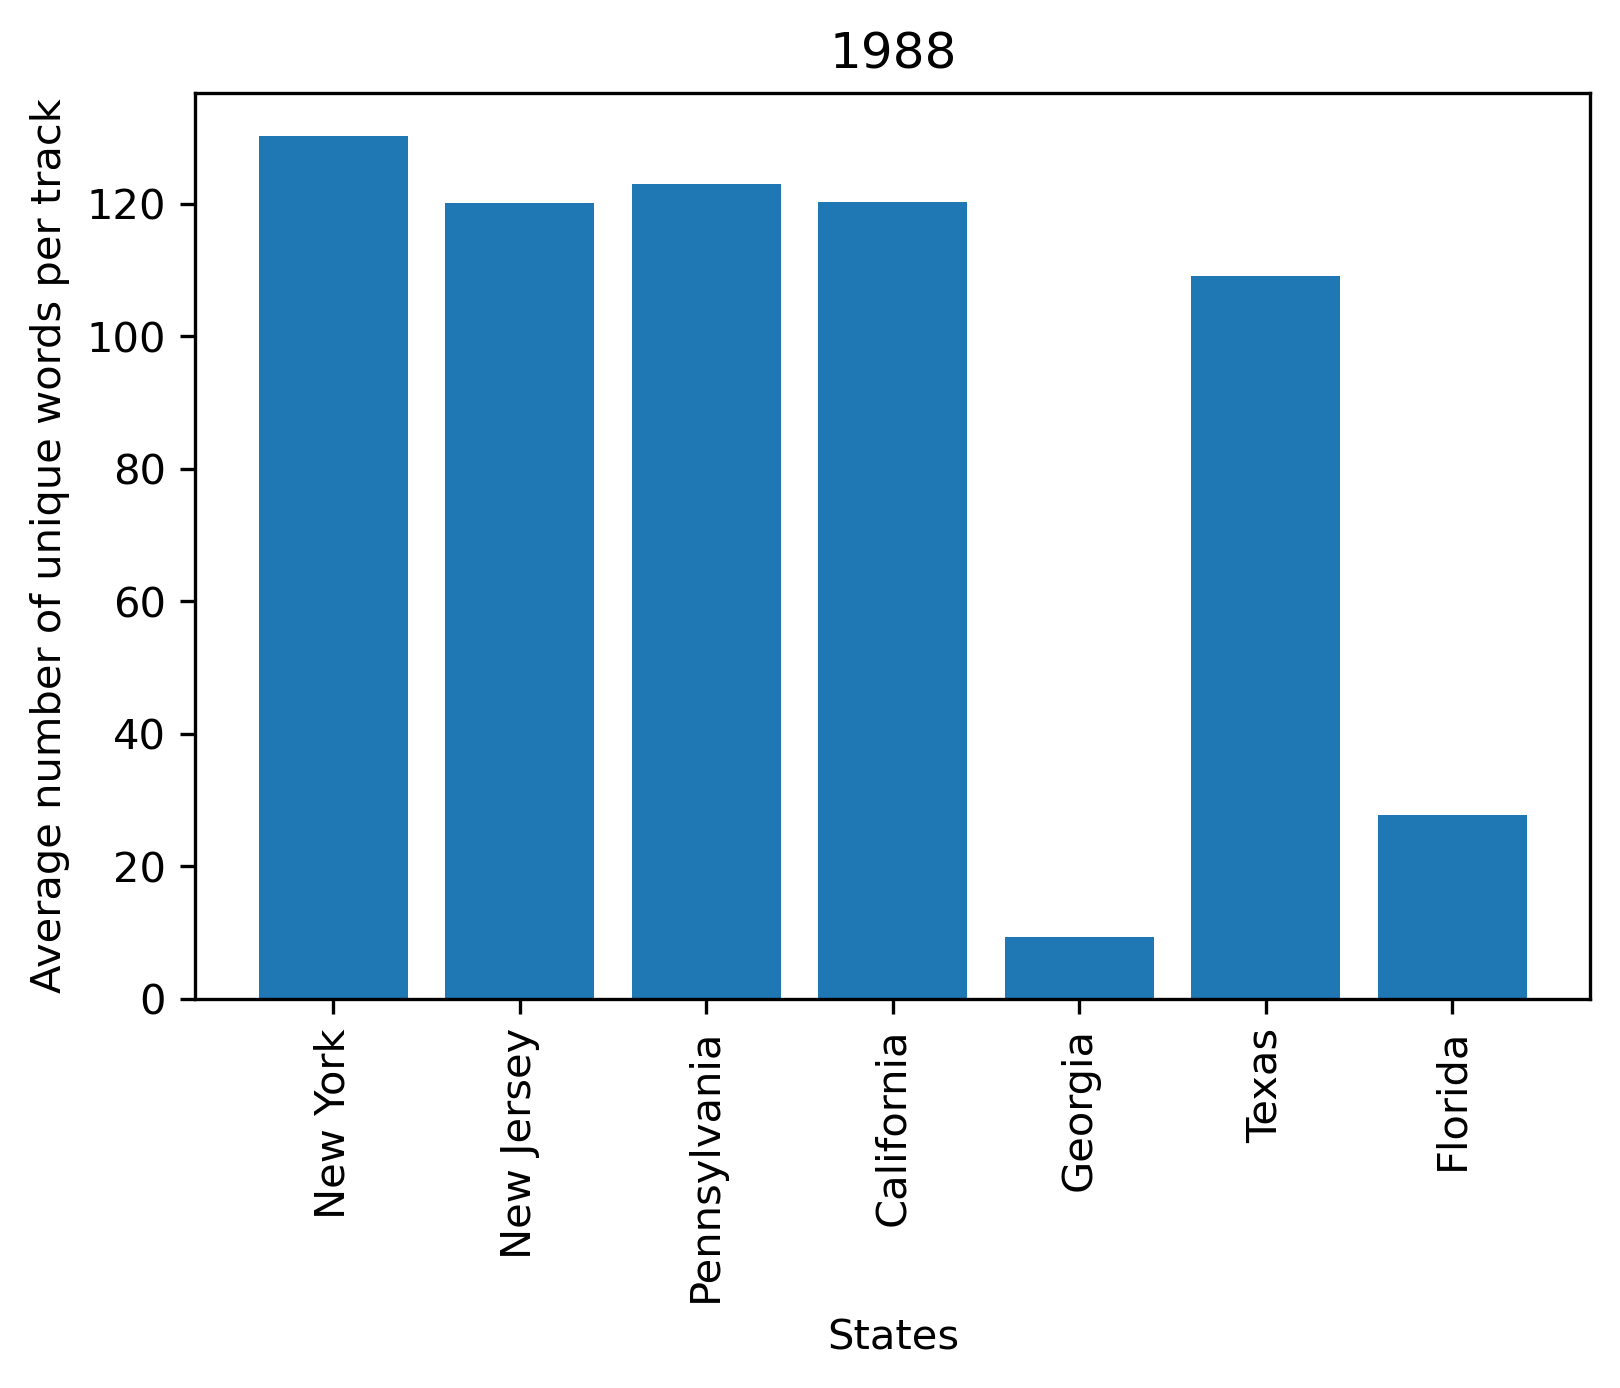 1988
Average number of unique words per track
120
100
80
60
40
20
0
New York
New Jersey
Pennsylvania
California
Georgia
Texas
Florida
States